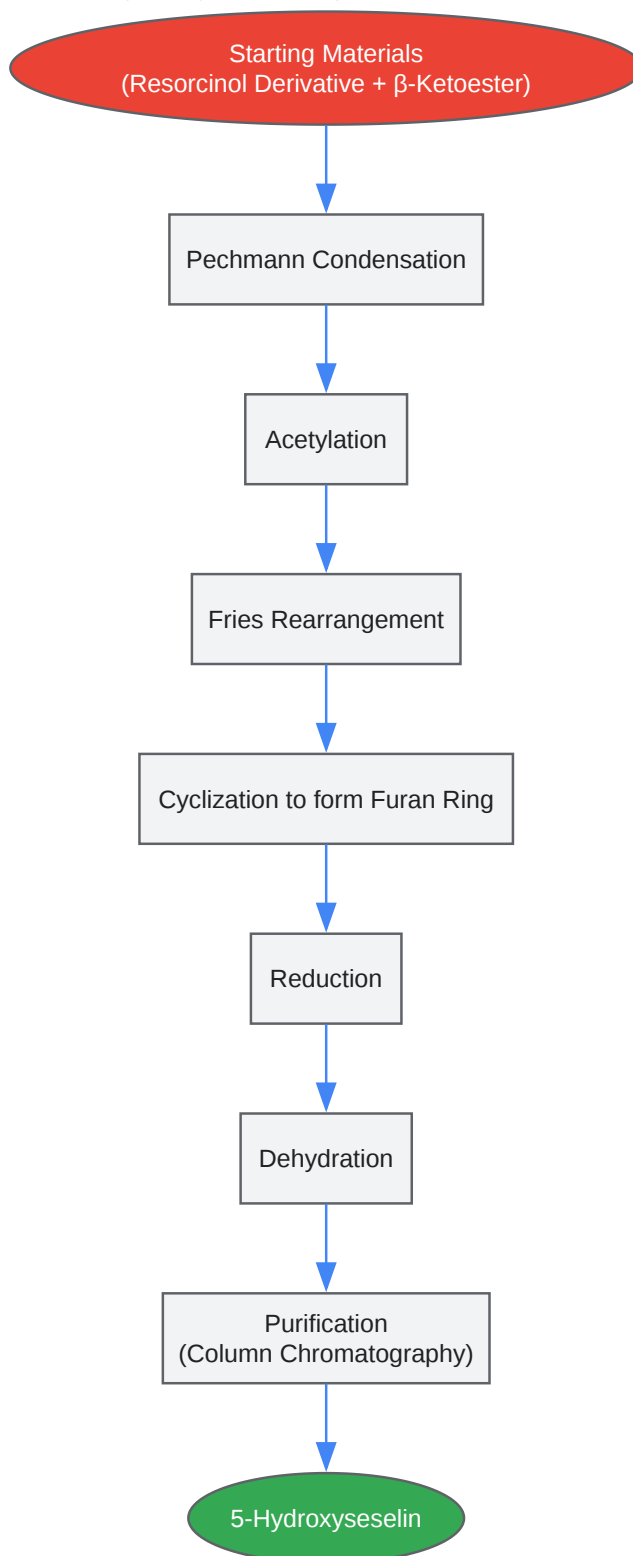 Starting Materials
(Resorcinol Derivative + β-Ketoester)
Pechmann Condensation
Acetylation
Fries Rearrangement
Cyclization to form Furan Ring
Reduction
Dehydration
Purification
(Column Chromatography)
5-Hydroxyseselin